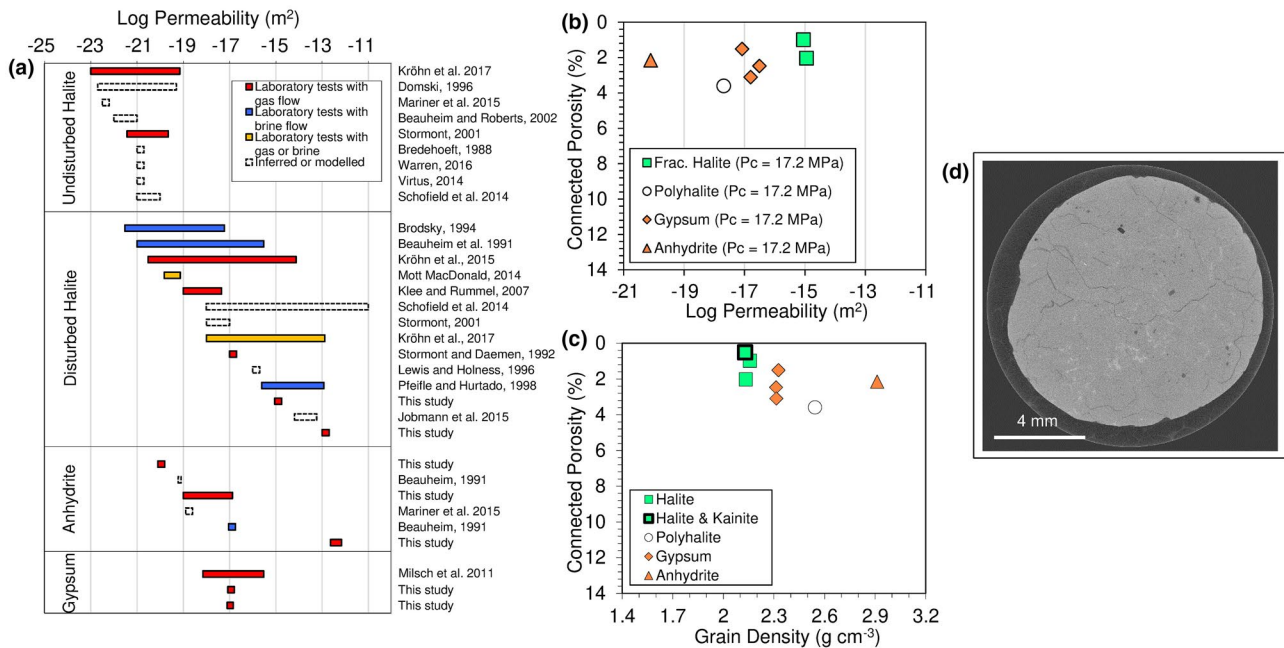 Log Permeability (m²)
-25 -23 -21 -19 -17 -15 -13 -11
(a)
Undisturbed Halite
Kröhn et al. 2017
Domski, 1996
Mariner et al. 2015
Beauheim and Roberts, 2002
Stormont, 2001
Bredehoeft, 1988
Warren, 2016
Virtus, 2014
Schofield et al. 2014
Laboratory tests with
gas flow
Laboratory tests with
brine flow
Laboratory tests with
gas or brine
Inferred or modelled
Disturbed Halite
Brodsky, 1994
Beauheim et al. 1991
Kröhn et al. 2015
Mott MacDonald, 2014
Klee and Rummel, 2007
Schofield et al. 2014
Stormont, 2001
Kröhn et al., 2017
Stormont and Daemen, 1992
Lewis and Holness, 1996
Pfeifle and Hurtado, 1998
This study
Jobmann et al. 2015
This study
Anhydrite
This study
Beauheim, 1991
This study
Mariner et al. 2015
Beauheim, 1991
This study
Gypsum
Milsch et al. 2011
This study
This study
(b)
Connected Porosity (%)
0
2
4
6
8
10
12
14
Frac. Halite (Pc = 17.2 MPa)
Polyhalite (Pc = 17.2 MPa)
Gypsum (Pc = 17.2 MPa)
Anhydrite (Pc = 17.2 MPa)
-21 -19 -17 -15 -13 -11
Log Permeability (m²)
(c)
Connected Porosity (%)
0
2
4
6
8
10
12
14
Halite
Halite & Kainite
Polyhalite
Gypsum
Anhydrite
1.4 1.7 2 2.3 2.6 2.9 3.2
Grain Density (g cm⁻³)
(d)
4 mm